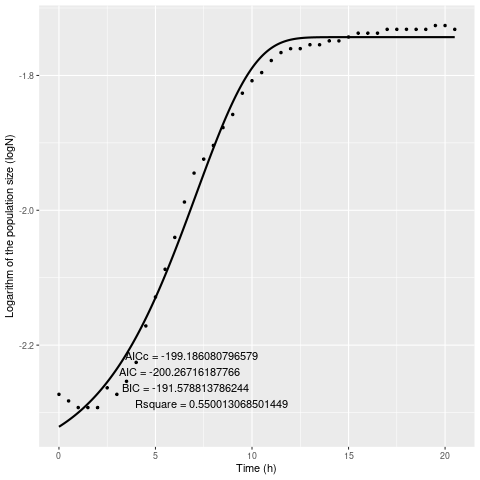 -1.8
-2.0
-2.2
Logarithm of the population size (logN)
AICc = -199.186080796579
AIC = -200.26716187766
BIC = -191.578813786244
Rsquare = 0.550013068501449
0 5 10 15 20
Time (h)